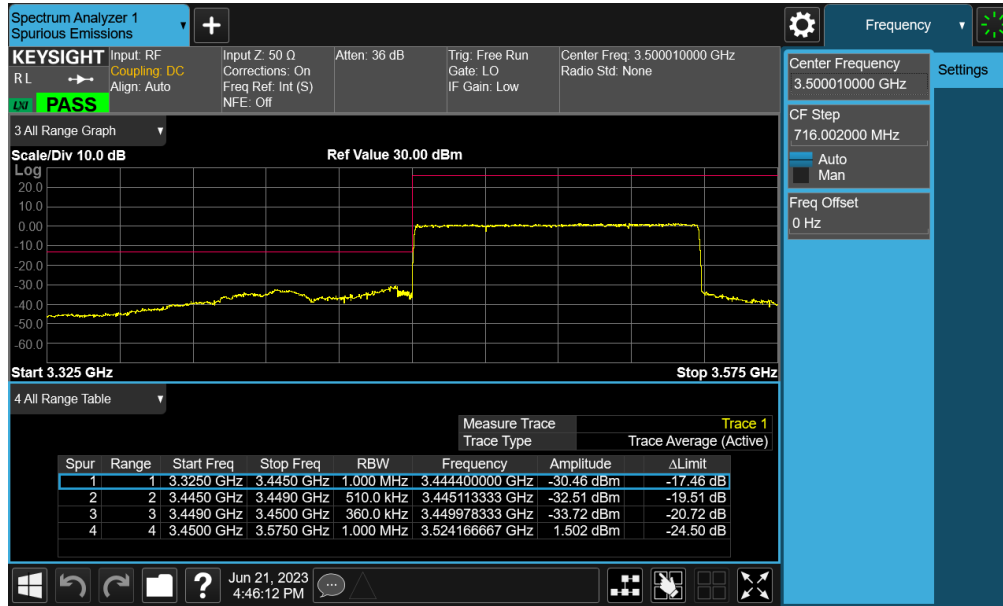 Spectrum Analyzer 1
Spurious Emissions
Frequency
KEYSIGHT
R L
LXI PASS
Input: RF
Coupling: DC
Align: Auto
Input Z: 50 Ω
Corrections: On
Freq Ref: Int (S)
NFE: Off
Atten: 36 dB
Trig: Free Run
Gate: LO
IF Gain: Low
Center Freq: 3.500010000 GHz
Radio Std: None
Center Frequency
3.500010000 GHz
Settings
CF Step
716.002000 MHz
Auto
Man
Freq Offset
0 Hz
3 All Range Graph
Scale/Div 10.0 dB Ref Value 30.00 dBm
Log
20.0
10.0
0.00
-10.0
-20.0
-30.0
-40.0
-50.0
-60.0
Start 3.325 GHz Stop 3.575 GHz
4 All Range Table
Measure Trace Trace 1
Trace Type Trace Average (Active)
Spur Range Start Freq Stop Freq RBW Frequency Amplitude ΔLimit
1 1 3.3250 GHz 3.4450 GHz 1.000 MHz 3.444400000 GHz -30.46 dBm -17.46 dB
2 2 3.4450 GHz 3.4490 GHz 510.0 kHz 3.445113333 GHz -32.51 dBm -19.51 dB
3 3 3.4490 GHz 3.4500 GHz 360.0 kHz 3.449978333 GHz -33.72 dBm -20.72 dB
4 4 3.4500 GHz 3.5750 GHz 1.000 MHz 3.524166667 GHz 1.502 dBm -24.50 dB
Jun 21, 2023
4:46:12 PM